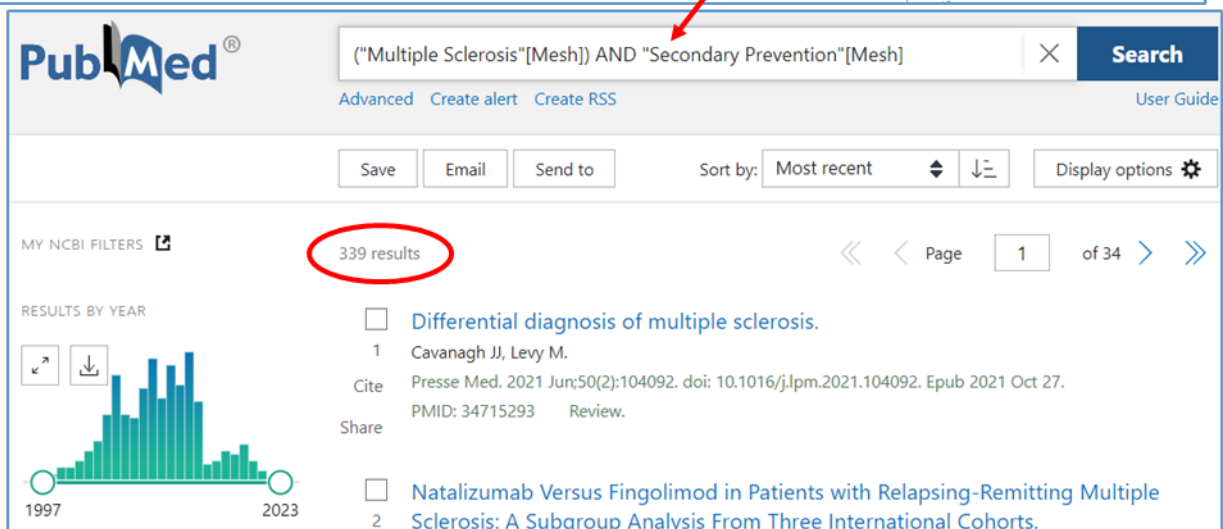 PubMed®
("Multiple Sclerosis"[Mesh]) AND "Secondary Prevention"[Mesh]
Search
Advanced Create alert Create RSS
User Guide
Save Email Send to Sort by: Most recent Display options
MY NCBI FILTERS
339 results
Page 1 of 34
RESULTS BY YEAR
1997 2023
1
Cite
Share
Differential diagnosis of multiple sclerosis.
Cavanagh JJ, Levy M.
Presse Med. 2021 Jun;50(2):104092. doi: 10.1016/j.lpm.2021.104092. Epub 2021 Oct 27.
PMID: 34715293 Review.
2
Natalizumab Versus Fingolimod in Patients with Relapsing-Remitting Multiple
Sclerosis: A Subgroup Analysis From Three International Cohorts.